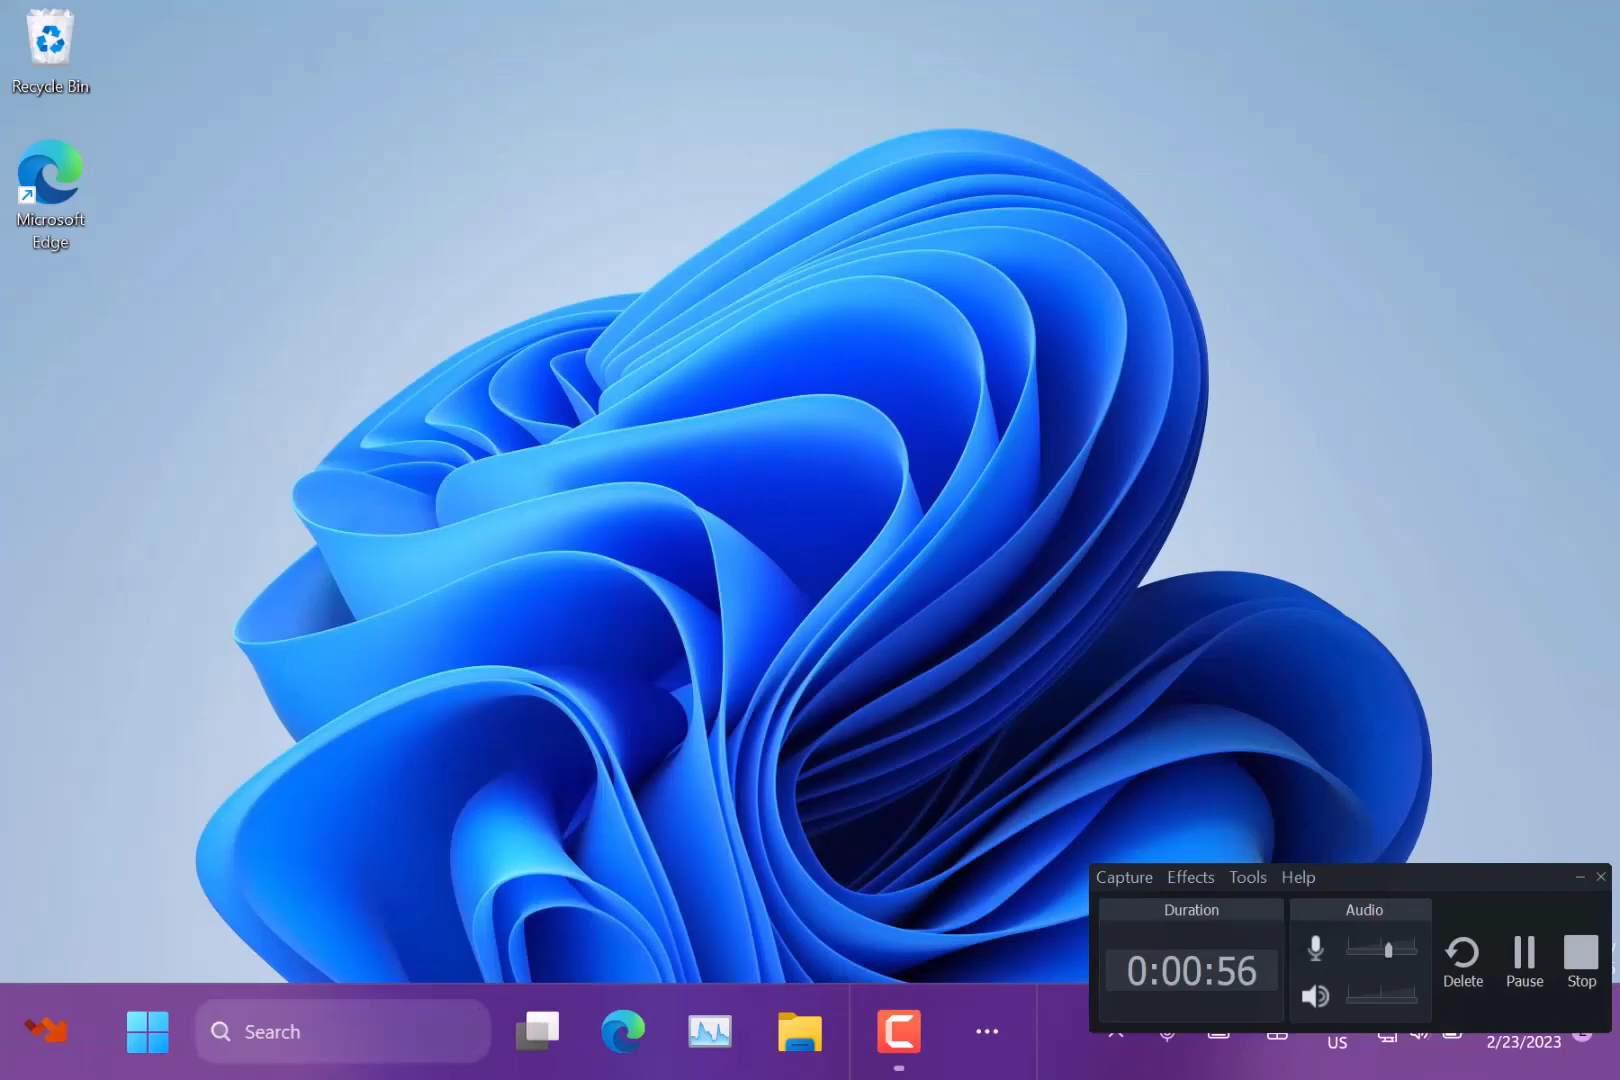 Recycle Bin
Microsoft
Edge
Capture Effects Tools Help
Duration
Audio
0:00:56
Delete
Pause
Stop
Search
US
2/23/2023